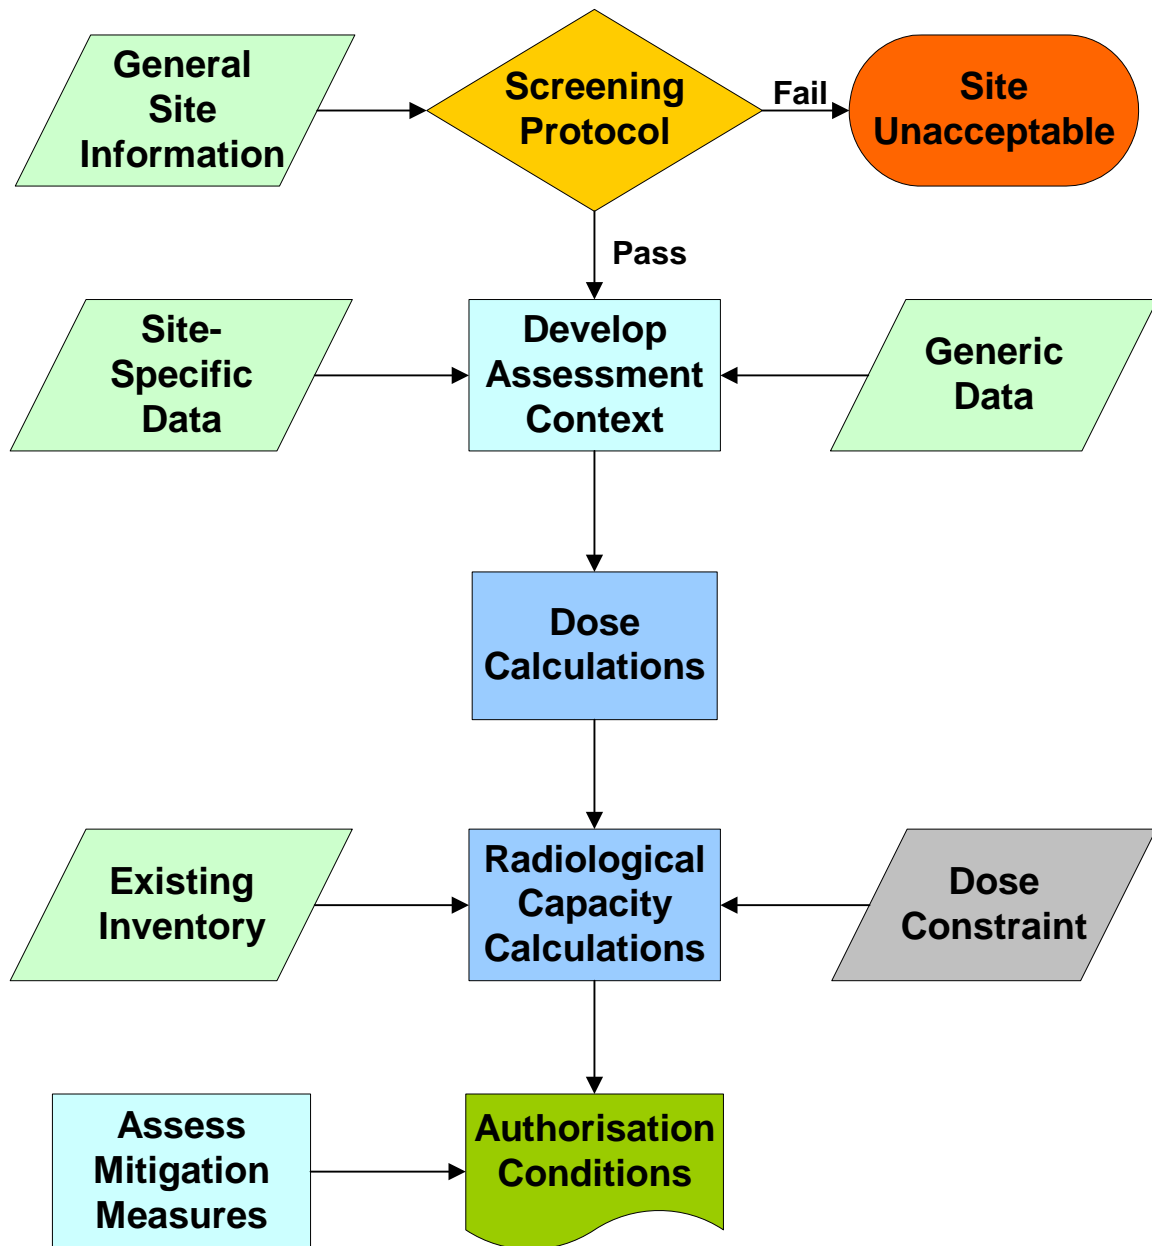 General
Site
Information
Screening
Protocol
Fail
Site
Unacceptable
Pass
Site-
Specific
Data
Develop
Assessment
Context
Generic
Data
Dose
Calculations
Existing
Inventory
Radiological
Capacity
Calculations
Dose
Constraint
Assess
Mitigation
Measures
Authorisation
Conditions